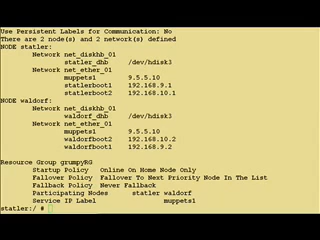 Use Persistent Labels for Communication: No
There are 2 node(s) and 2 network(s) defined
NODE statler:
Network net_diskhb_01
statler_dhb /dev/hdisk3
Network net_ether_01
muppets1 9.5.5.10
statlerboot1 192.168.9.1
statlerboot2 192.168.10.1
NODE waldorf:
Network net_diskhb_01
waldorf_dhb /dev/hdisk3
Network net_ether_01
muppets1 9.5.5.10
waldorfboot2 192.168.10.2
waldorfboot1 192.168.9.2
Resource Group grumpyRG
Startup Policy Online On Home Node Only
Fallover Policy Fallover To Next Priority Node In The List
Fallback Policy Never Fallback
Participating Nodes statler waldorf
Service IP Label muppets1
statler:/ #